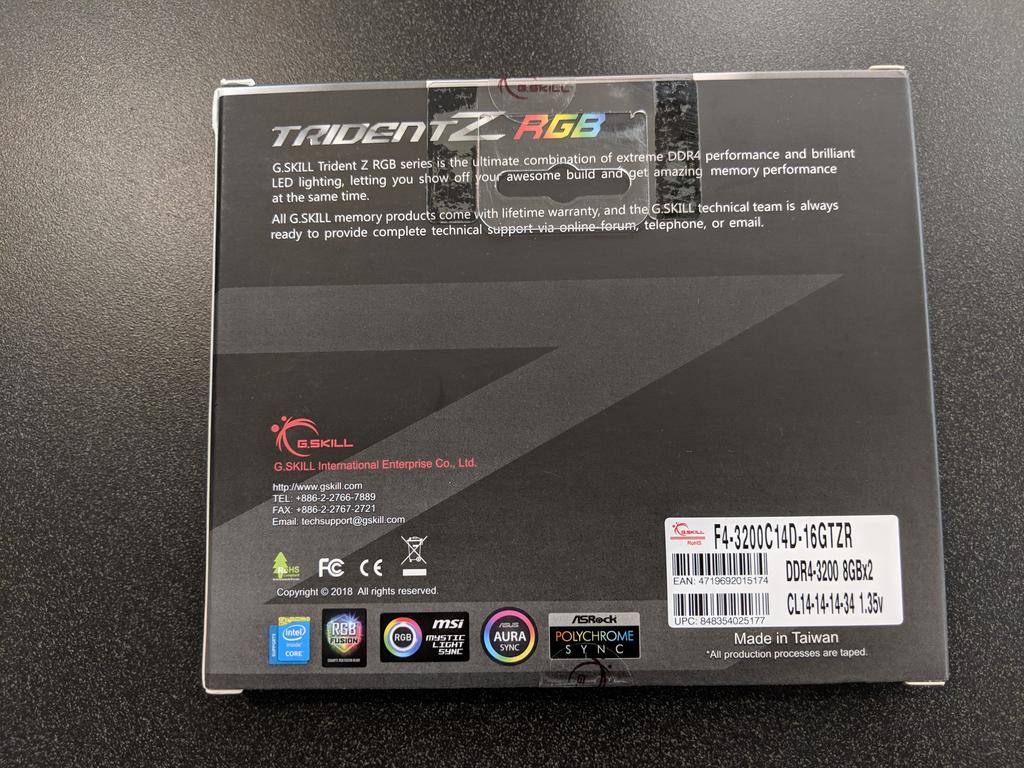 G.SKILL
TRIDENTZ RGB
G.SKILL Trident Z RGB series is the ultimate combination of extreme DDR4 performance and brilliant
LED lighting, letting you show off your awesome build and get amazing memory performance
at the same time.
All G.SKILL memory products come with lifetime warranty, and the G.SKILL technical team is always
ready to provide complete technical support via online forum, telephone, or email.
G.SKILL
G.SKILL International Enterprise Co., Ltd.
http://www.gskill.com
TEL: +886-2-2766-7889
FAX: +886-2-2767-2721
Email: techsupport@gskill.com
RoHS
FC CE
Copyright © 2018 All rights reserved.
SUPPORTS
intel
inside
CORE
RGB
FUSION
RGB
msi
MYSTIC
LIGHT
SYNC
ASUS
AURA
SYNC
ASRock
POLYCHROME
SYNC
G.SKILL
RoHS
F4-3200C14D-16GTZR
EAN: 4719692015174
DDR4-3200 8GBx2
UPC: 848354025177
CL14-14-14-34 1.35v
Made in Taiwan
*All production processes are taped.